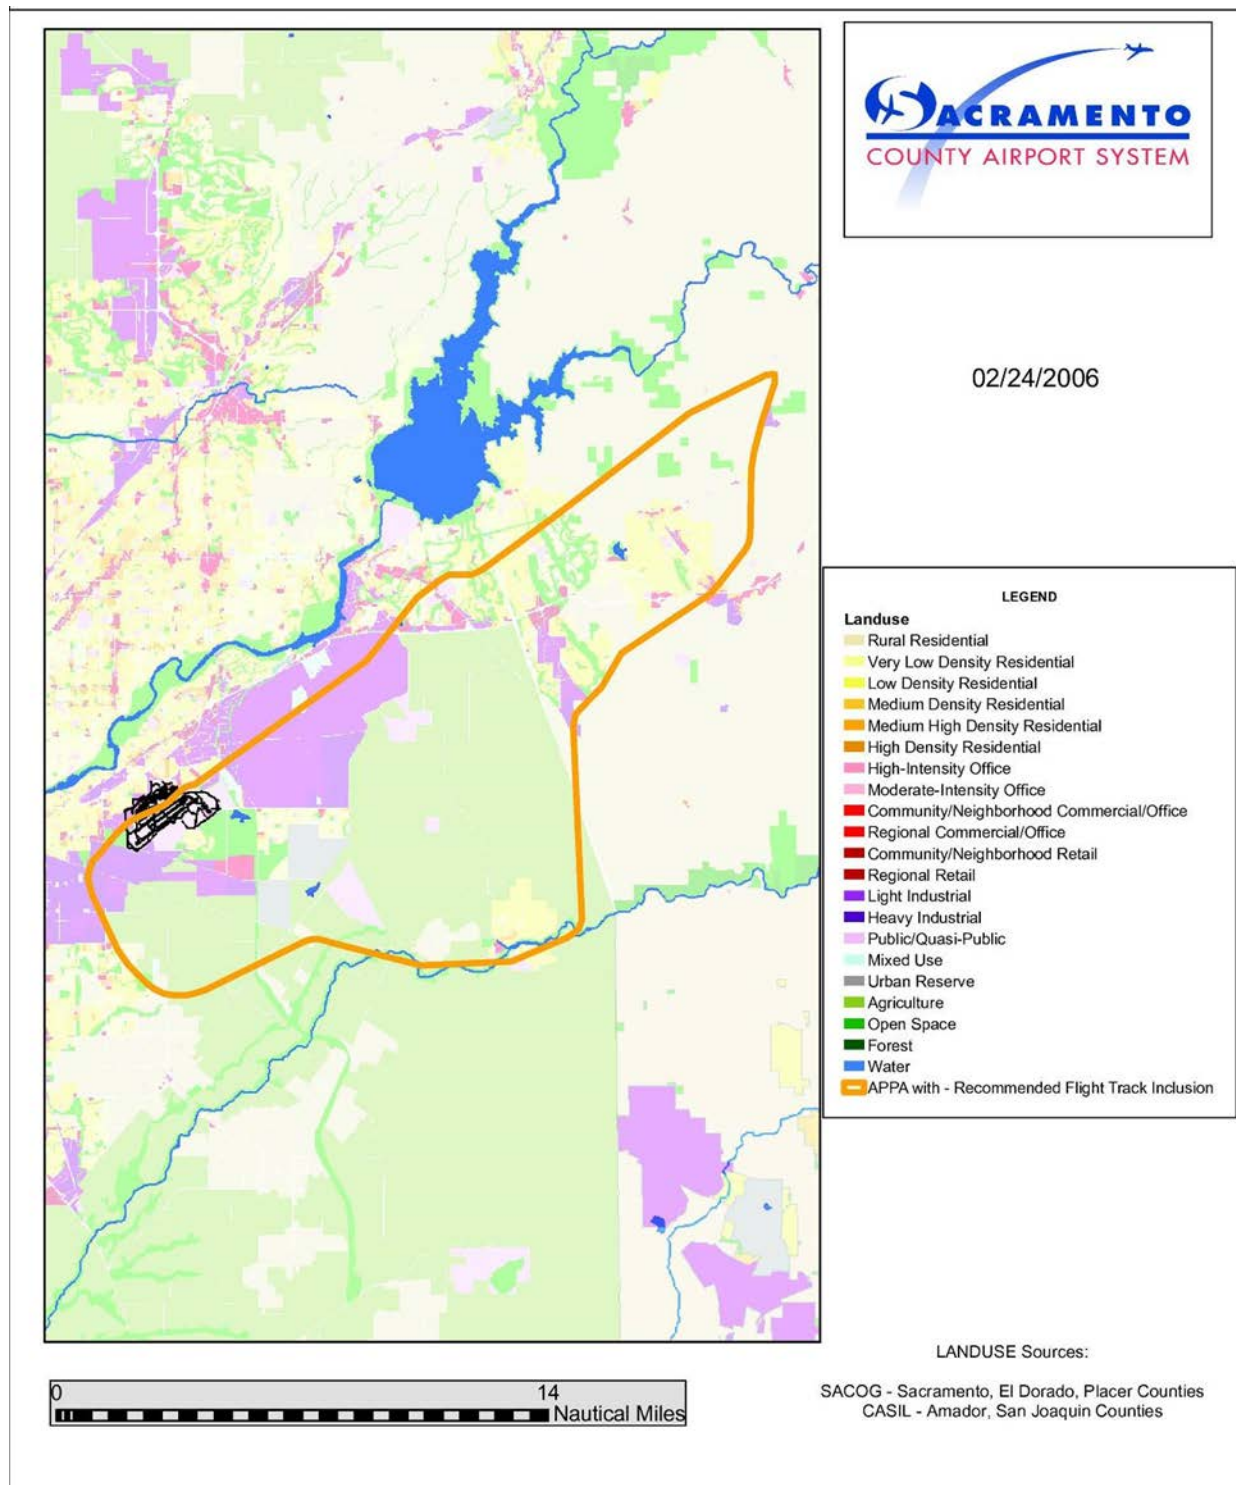 SACRAMENTO
COUNTY AIRPORT SYSTEM
02/24/2006
LEGEND
Landuse
Rural Residential
Very Low Density Residential
Low Density Residential
Medium Density Residential
Medium High Density Residential
High Density Residential
High-Intensity Office
Moderate-Intensity Office
Community/Neighborhood Commercial/Office
Regional Commercial/Office
Community/Neighborhood Retail
Regional Retail
Light Industrial
Heavy Industrial
Public/Quasi-Public
Mixed Use
Urban Reserve
Agriculture
Open Space
Forest
Water
APPA with - Recommended Flight Track Inclusion
LANDUSE Sources:
SACOG - Sacramento, El Dorado, Placer Counties
CASIL - Amador, San Joaquin Counties
0 14
Nautical Miles